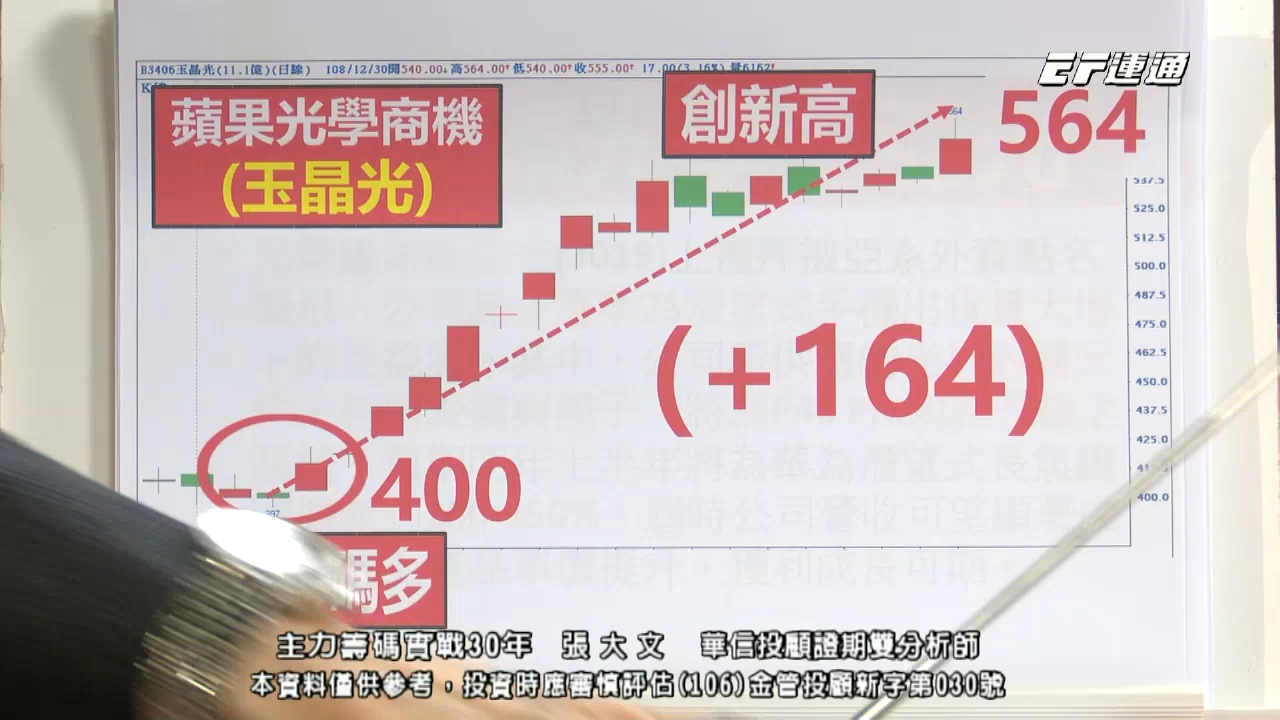 B3406玉晶光(11.1億)(日線) 108/12/30開540.00 高564.00↑低540.00↑收555.00↑ 17.00(3.16%) 量6162↑
ET運通
蘋果光學商機
(玉晶光)
創新高
564
564
537.5
525.0
512.5
500.0
487.5
475.0
462.5
450.0
437.5
425.0
400.0
(+164)
400
397
碼多
主力籌碼實戰30年 張大文 華信投顧證期雙分析師
本資料僅供參考，投資時應審慎評估(106)金管投顧新字第030號